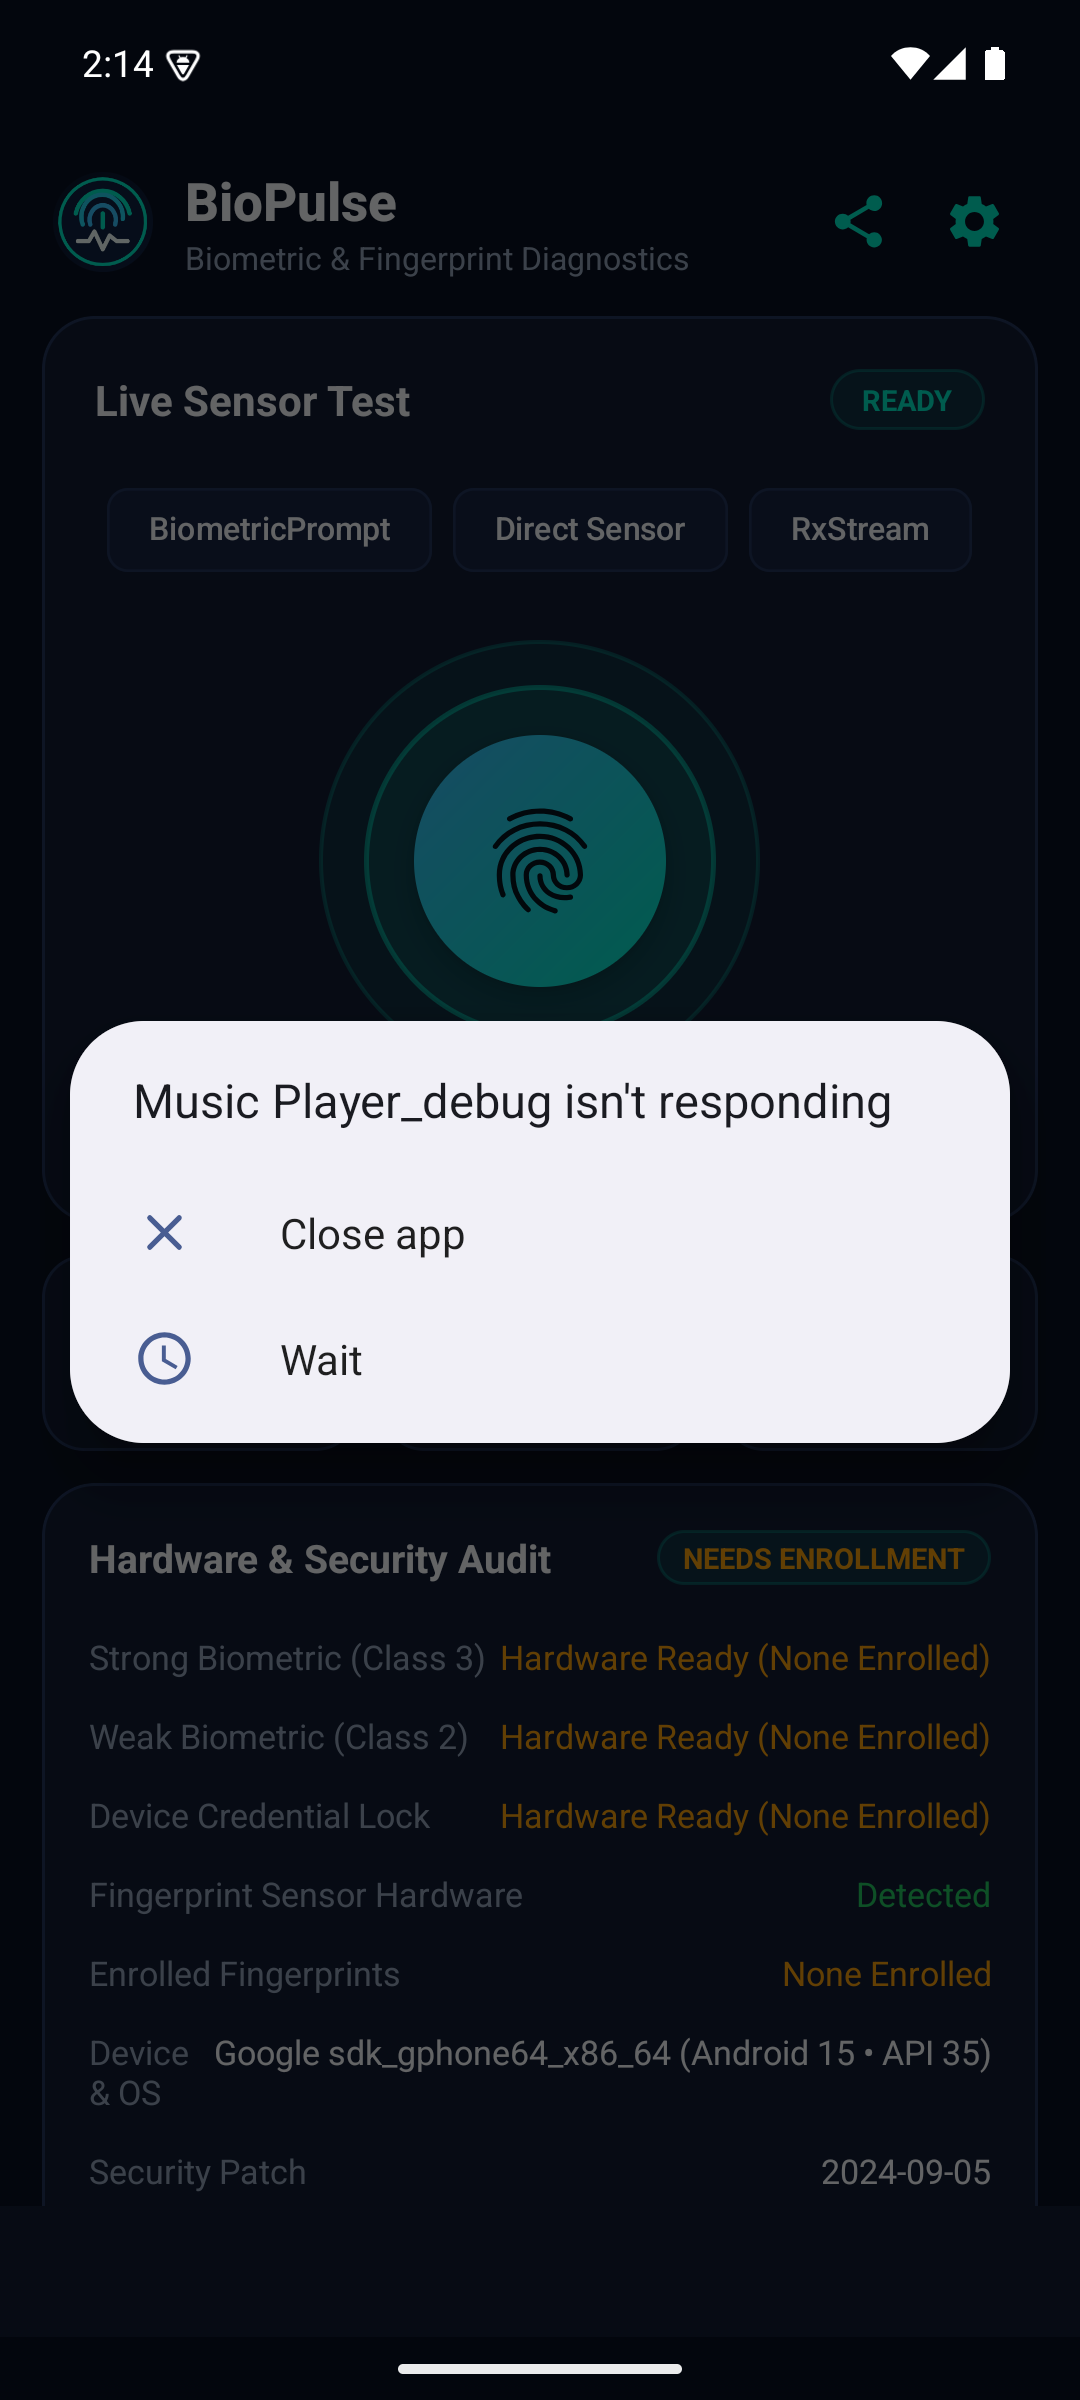 2:14
BioPulse
Biometric & Fingerprint Diagnostics
Live Sensor Test
READY
BiometricPrompt
Direct Sensor
RxStream
Music Player_debug isn't responding
Close app
Wait
Hardware & Security Audit
NEEDS ENROLLMENT
Strong Biometric (Class 3) Hardware Ready (None Enrolled)
Weak Biometric (Class 2) Hardware Ready (None Enrolled)
Device Credential Lock Hardware Ready (None Enrolled)
Fingerprint Sensor Hardware Detected
Enrolled Fingerprints None Enrolled
Device Google sdk_gphone64_x86_64 (Android 15 • API 35)
& OS
Security Patch 2024-09-05